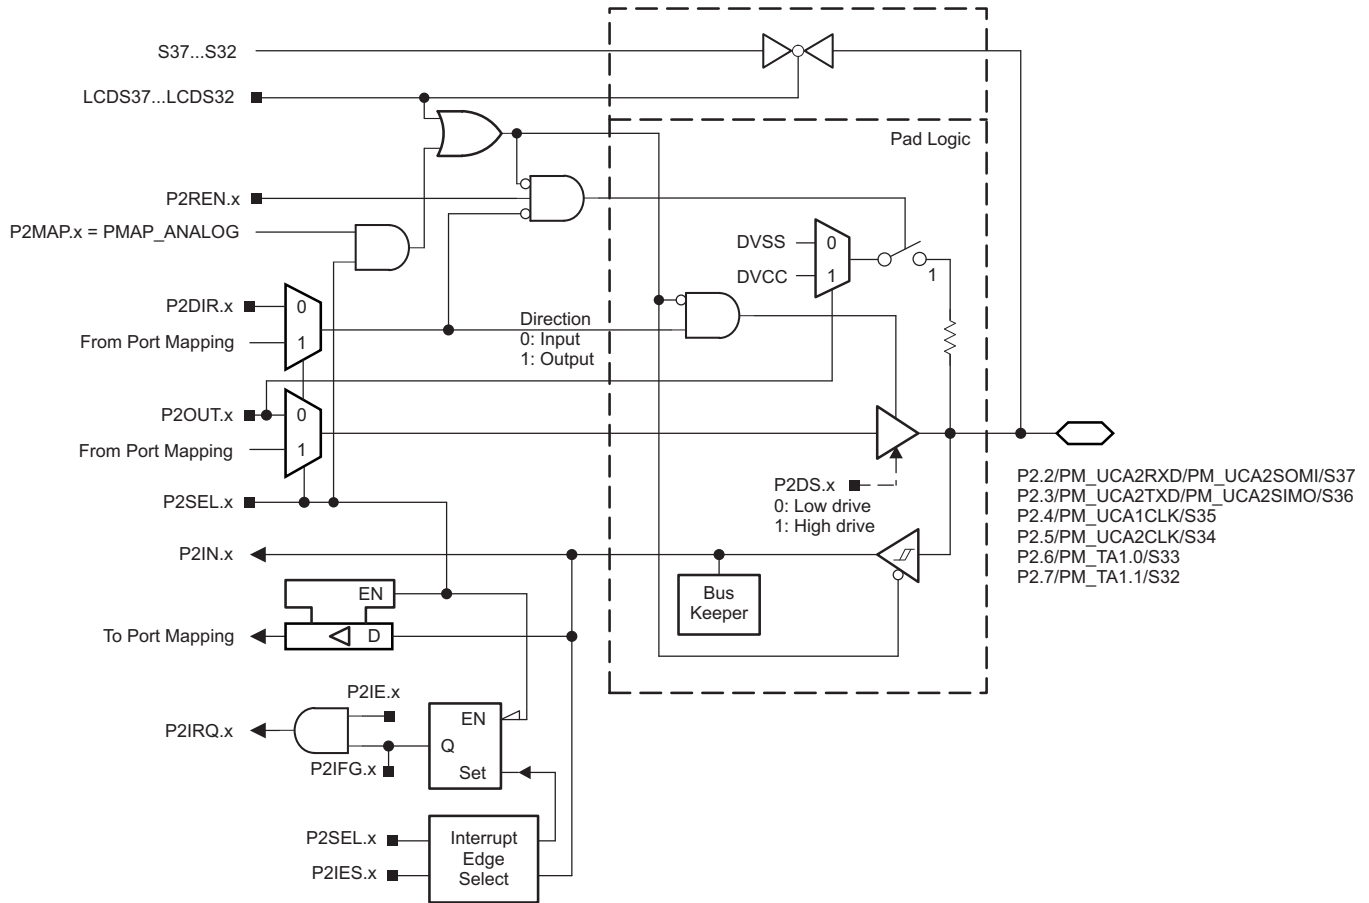 S37...S32
LCDS37...LCDS32
Pad Logic
P2REN.x
P2MAP.x = PMAP_ANALOG
DVSS
0
DVCC
1
1
P2DIR.x
0
From Port Mapping
1
Direction
0: Input
1: Output
P2OUT.x
0
From Port Mapping
1
P2SEL.x
P2DS.x
0: Low drive
1: High drive
P2.2/PM_UCA2RXD/PM_UCA2SOMI/S37
P2.3/PM_UCA2TXD/PM_UCA2SIMO/S36
P2.4/PM_UCA1CLK/S35
P2.5/PM_UCA2CLK/S34
P2.6/PM_TA1.0/S33
P2.7/PM_TA1.1/S32
P2IN.x
Bus
Keeper
EN
To Port Mapping
D
P2IE.x
P2IRQ.x
EN
Q
P2IFG.x
Set
P2SEL.x
P2IES.x
Interrupt
Edge
Select